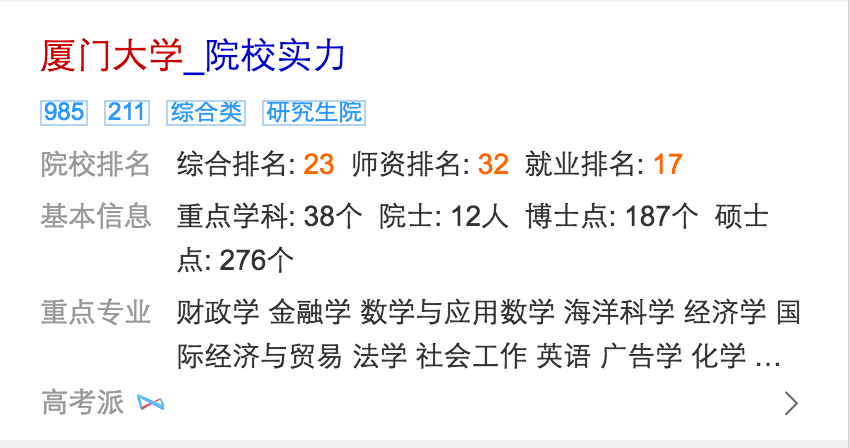 厦门大学_院校实力
985 211 综合类 研究生院
院校排名 综合排名: 23 师资排名: 32 就业排名: 17
基本信息 重点学科: 38个 院士: 12人 博士点: 187个 硕士
点: 276个
重点专业 财政学 金融学 数学与应用数学 海洋科学 经济学 国
际经济与贸易 法学 社会工作 英语 广告学 化学 ...
高考派